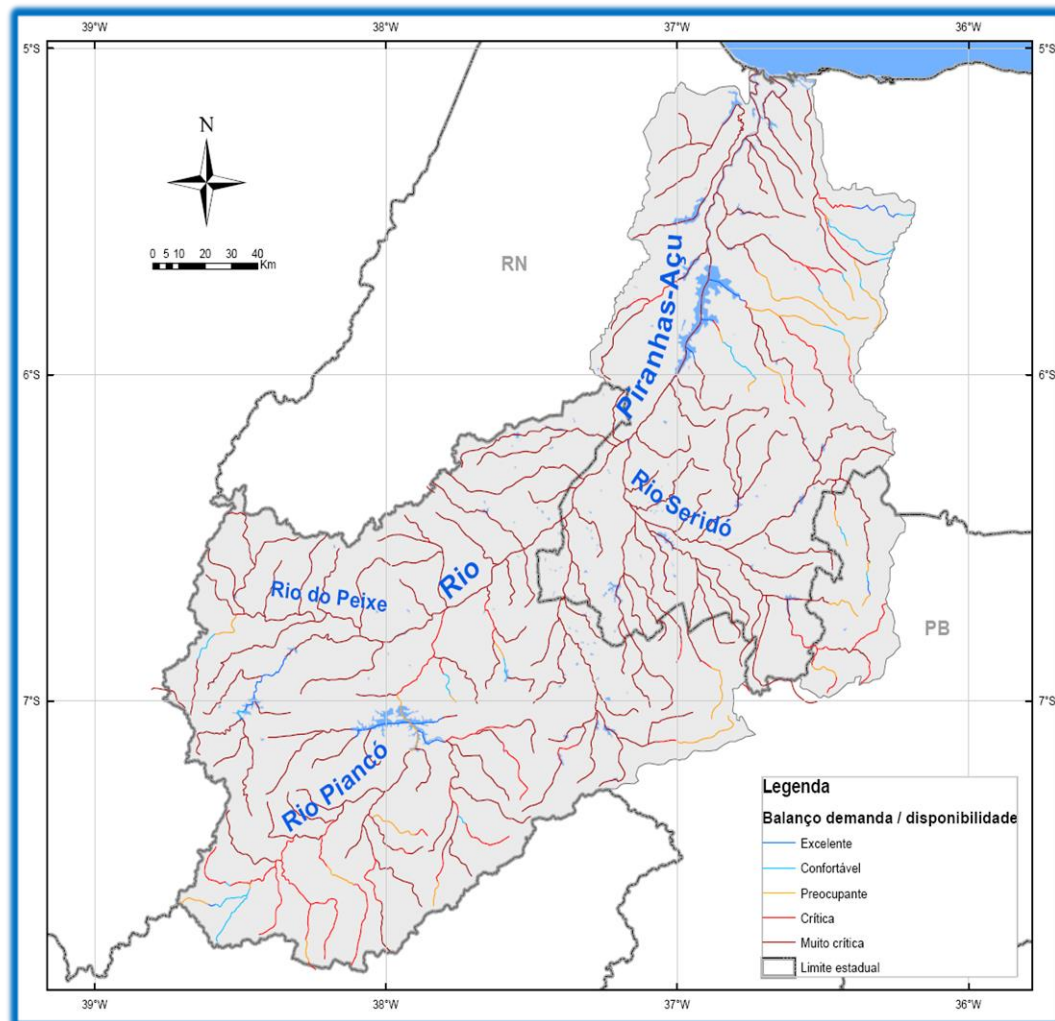 39°W 38°W 37°W 36°W
5°S 5°S
N
0 5 10 20 30 40
Km
RN
Piranhas-Açu
6°S 6°S
Rio Seridó
Rio
Rio do Peixe
PB
7°S 7°S
Rio Piancó
Legenda
Balanço demanda / disponibilidade
Excelente
Confortável
Preocupante
Crítica
Muito crítica
Limite estadual
39°W 38°W 37°W 36°W